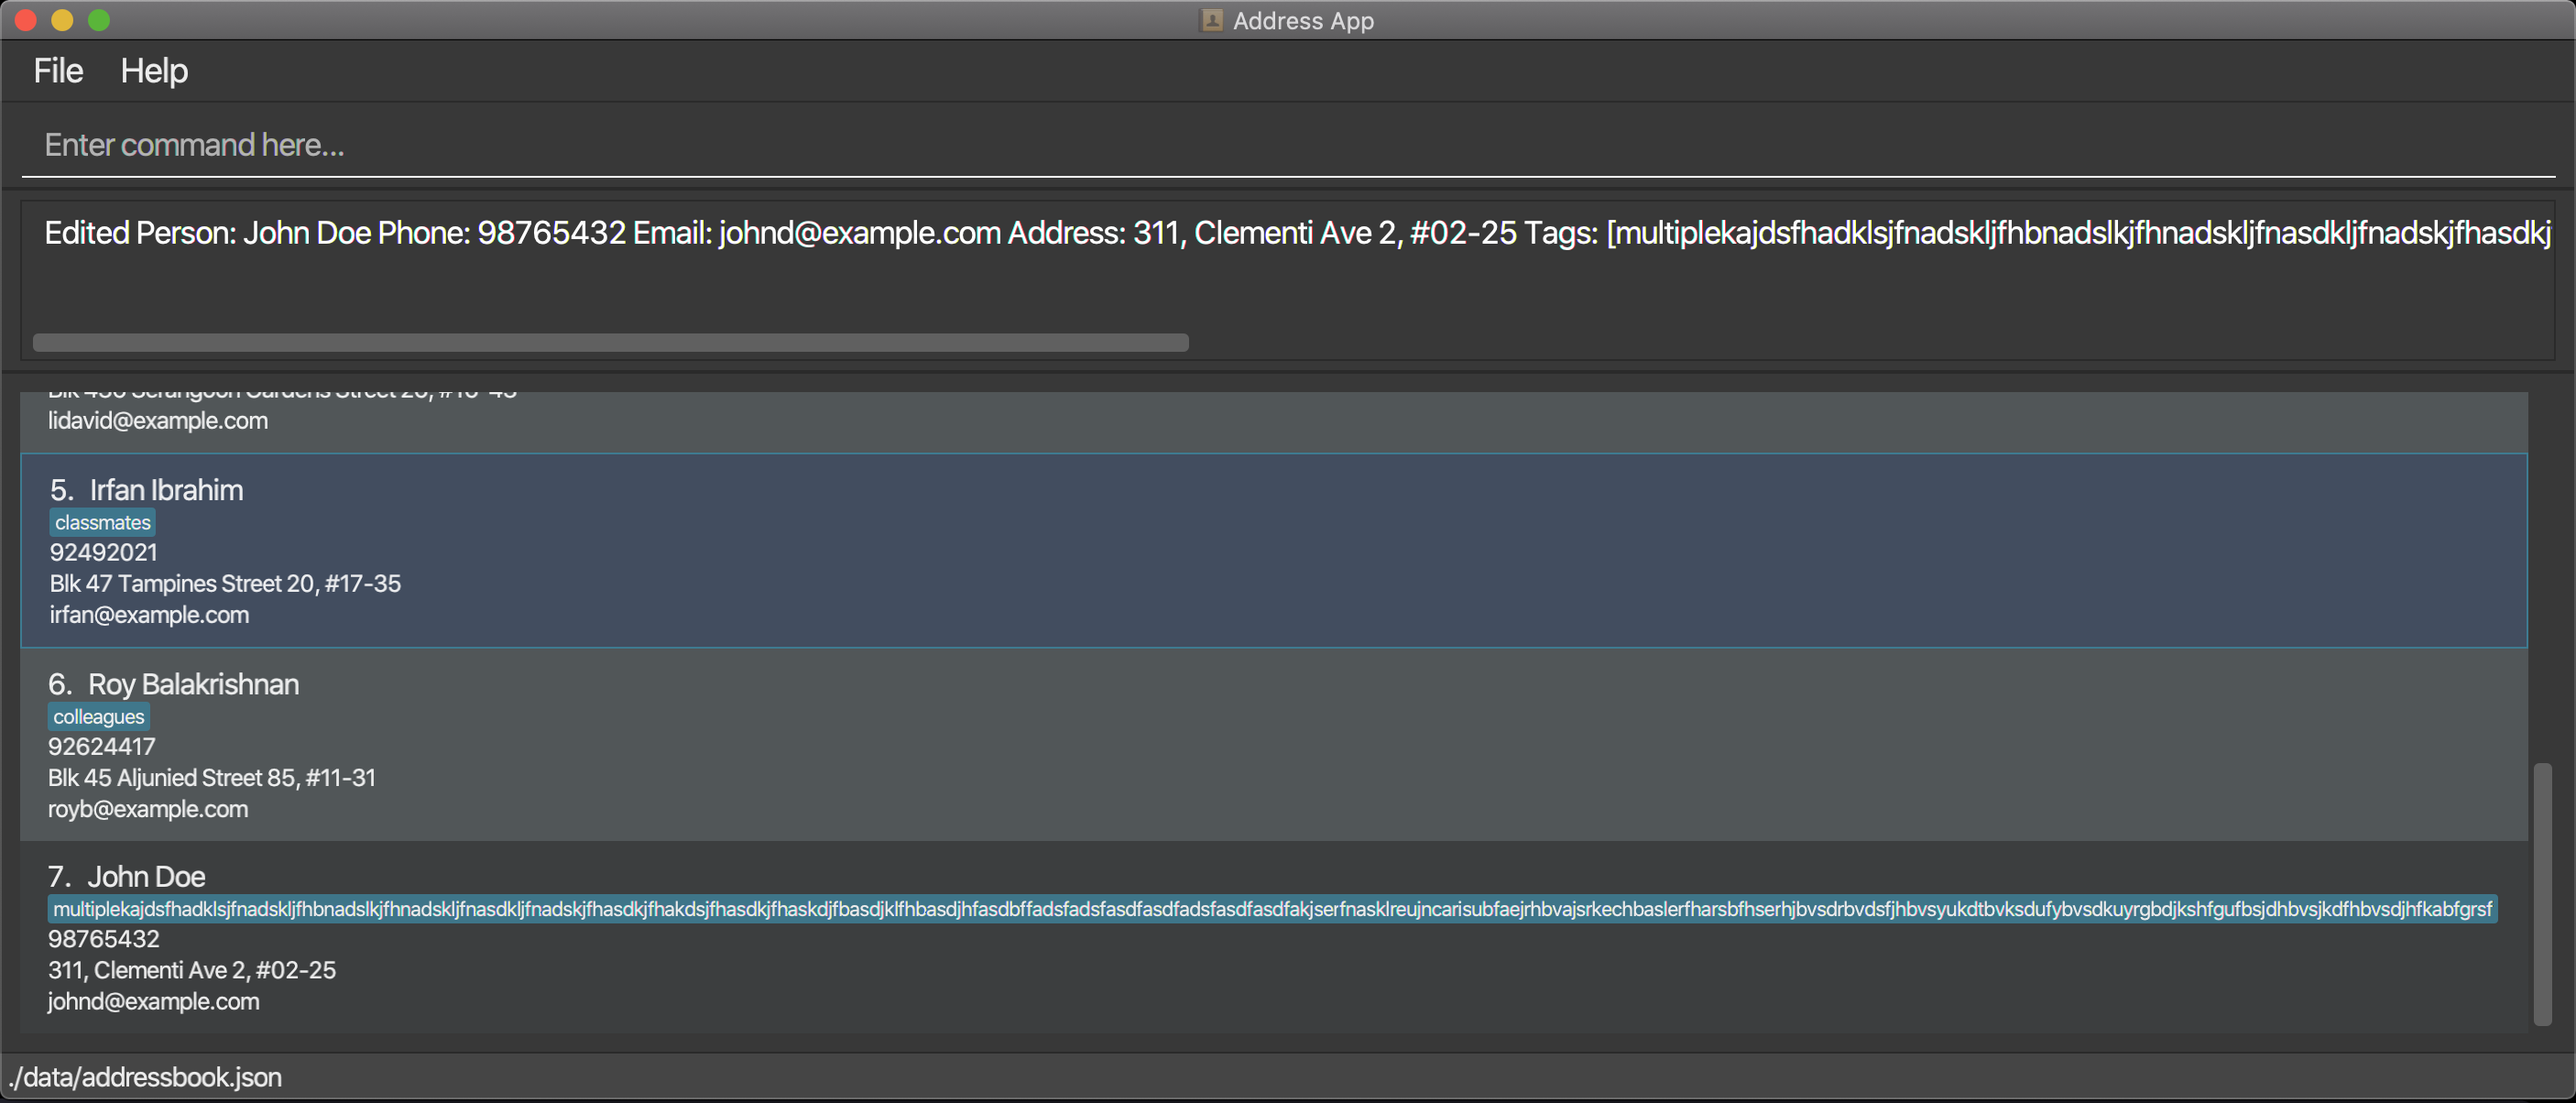 Address App
File Help
Enter command here...
Edited Person: John Doe Phone: 98765432 Email: johnd@example.com Address: 311, Clementi Ave 2, #02-25 Tags: [multiplekajdsfhadklsjfnadskljfhbnadslkjfhnadskljfnasdkljfnadskjfhasdkj
lidavid@example.com
5. Irfan Ibrahim
classmates
92492021
Blk 47 Tampines Street 20, #17-35
irfan@example.com
6. Roy Balakrishnan
colleagues
92624417
Blk 45 Aljunied Street 85, #11-31
royb@example.com
7. John Doe
multiplekajdsfhadklsjfnadskljfhbnadslkjfhnadskljfnasdkljfnadskjfhasdkjfhakdsjfhasdkjfhaskdjfbasdjklfhbasdjhfasdbffadsfadsfasdfasdfadsfasdfasdfakjserfnasklreujncarisubfaejrhbvajsrkechbaslerfharsbfhserhjbvsdrbvdsfjhbvsyukdtbvksdufybvsdkuyrgbdjkshfgufbsjdhbvsjkdfhbvsdjhfkabfgrsf
98765432
311, Clementi Ave 2, #02-25
johnd@example.com
./data/addressbook.json